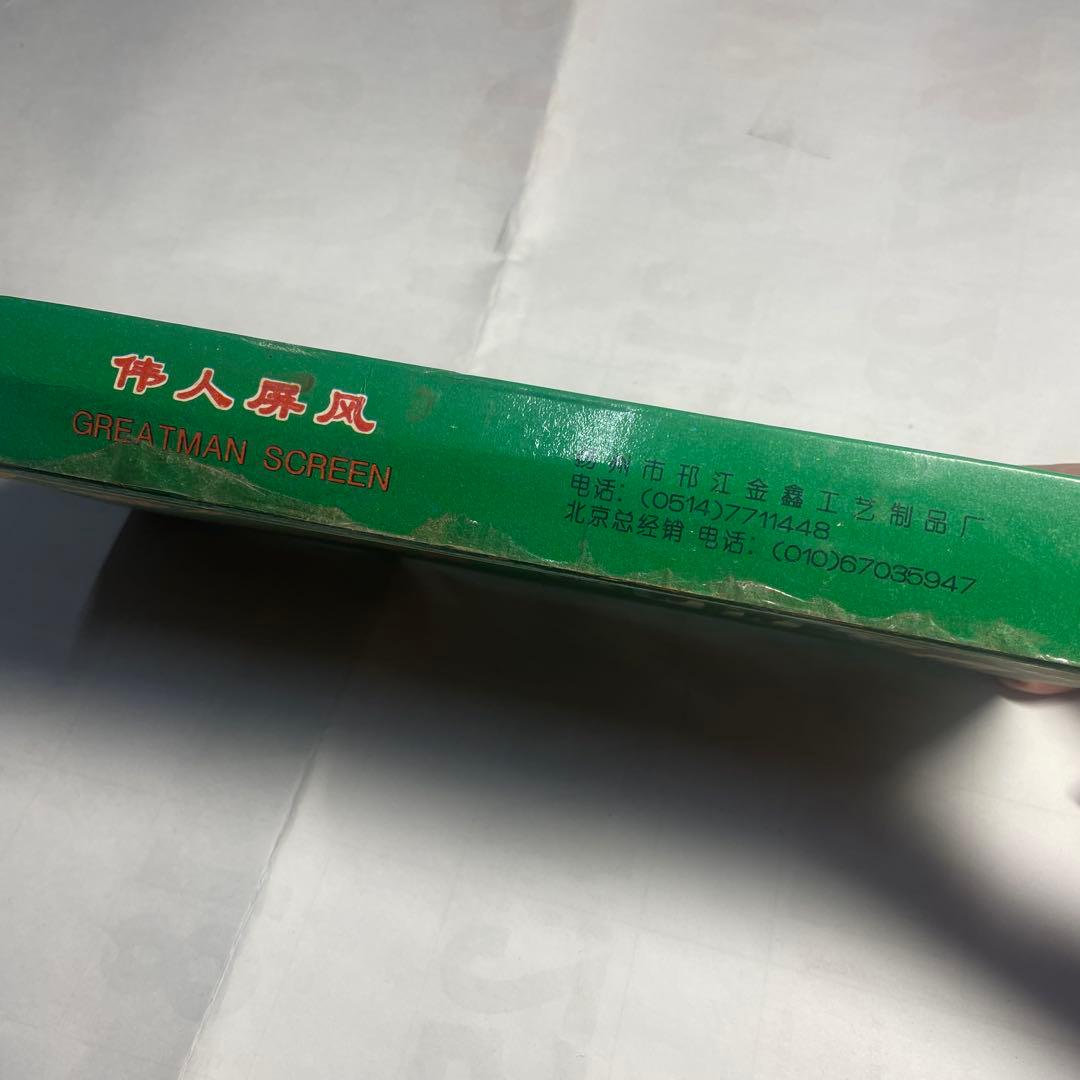 伟人屏风
GREATMAN SCREEN
扬州市邗江金鑫工艺制品厂
电话：(0514)7711448
北京总经销 电话：(010)67035947